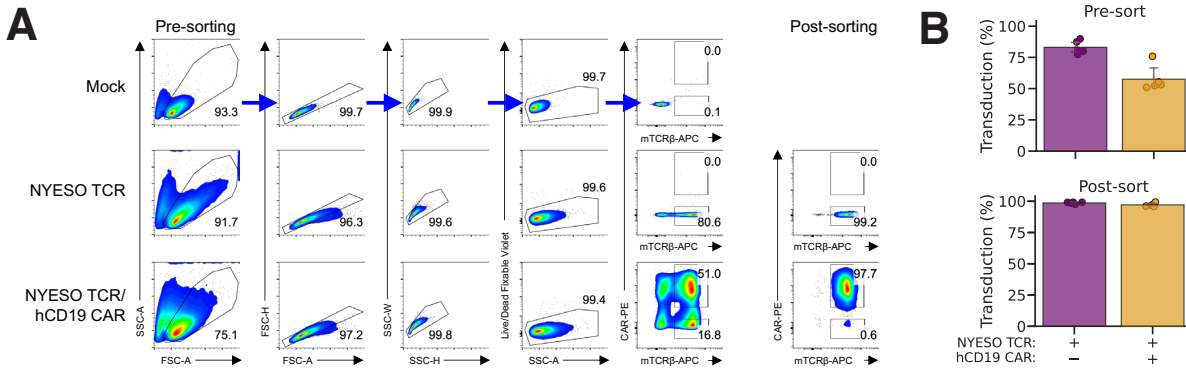 A
Pre-sorting
Post-sorting
Mock
93.3
99.7
99.9
99.7
0.0
0.1
mTCRβ-APC
NYESO TCR
91.7
96.3
99.6
99.6
0.0
80.6
mTCRβ-APC
0.0
99.2
mTCRβ-APC
NYESO TCR/
hCD19 CAR
75.1
97.2
99.8
99.4
51.0
16.8
97.7
0.6
SSC-A
FSC-H
SSC-W
Live/Dead Fixable Violet
CAR-PE
CAR-PE
FSC-A
FSC-A
SSC-H
SSC-A
mTCRβ-APC
mTCRβ-APC
B
Pre-sort
Transduction (%)
100
75
50
25
0
Post-sort
Transduction (%)
100
75
50
25
0
NYESO TCR: + +
hCD19 CAR: − +